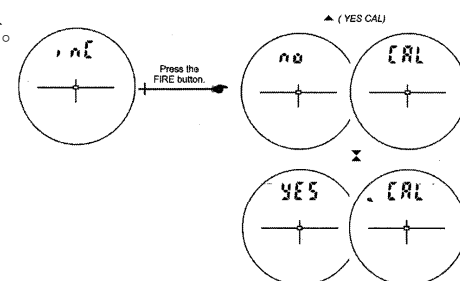 ▲ ( YES CAL)
inC
Press the
FIRE button.
no CAL
YES CAL